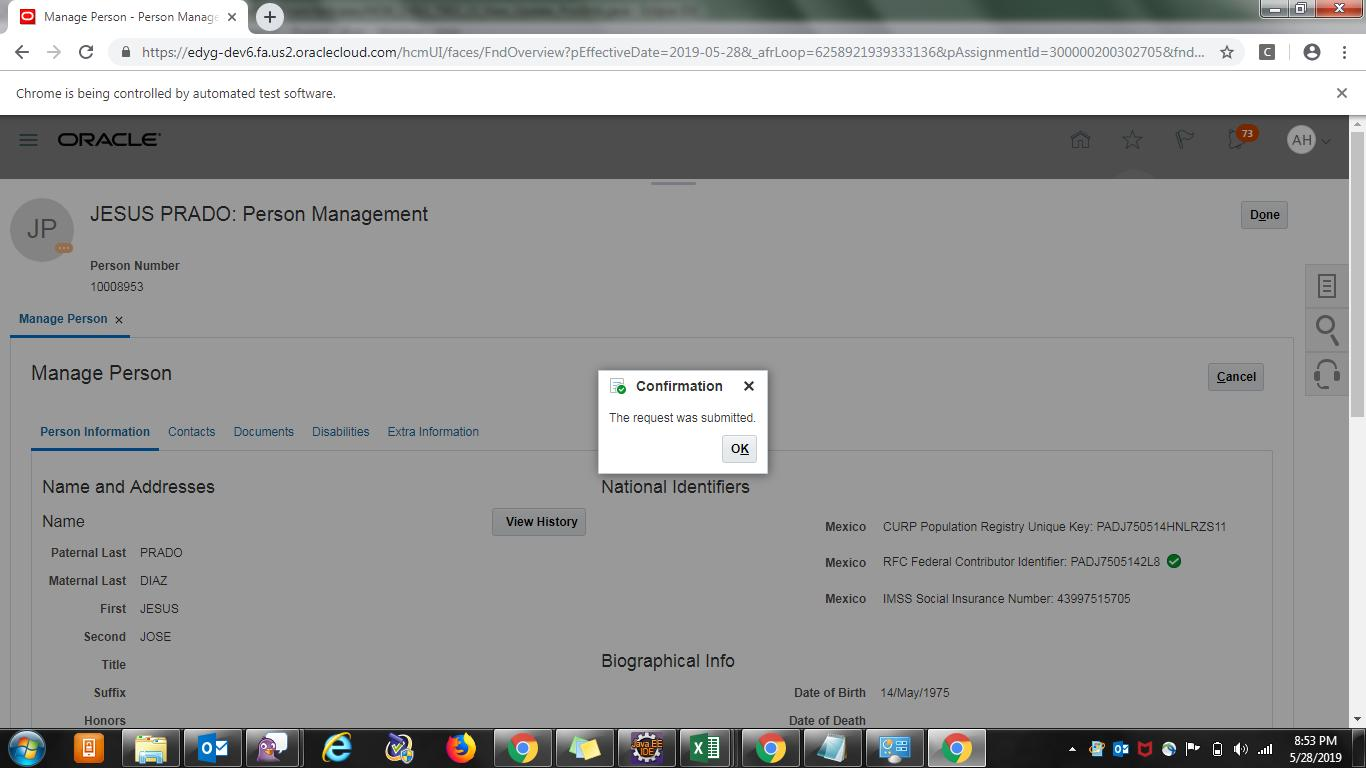 Manage Person - Person Manage
https://edyg-dev6.fa.us2.oraclecloud.com/hcmUI/faces/FndOverview?pEffectiveDate=2019-05-28&_afrLoop=6258921939333136&pAssignmentId=300000200302705&fnd...
C
Chrome is being controlled by automated test software.
ORACLE
73
AH
JP
JESUS PRADO: Person Management
Done
Person Number
10008953
Manage Person
Manage Person
Cancel
Confirmation
The request was submitted.
OK
Person Information Contacts Documents Disabilities Extra Information
Name and Addresses
National Identifiers
Name
View History
Mexico CURP Population Registry Unique Key: PADJ750514HNLRZS11
Paternal Last PRADO
Mexico RFC Federal Contributor Identifier: PADJ7505142L8
Maternal Last DIAZ
Mexico IMSS Social Insurance Number: 43997515705
First JESUS
Second JOSE
Title
Biographical Info
Suffix
Date of Birth 14/May/1975
Honors
Date of Death
Java EE
IDE
8:53 PM
5/28/2019